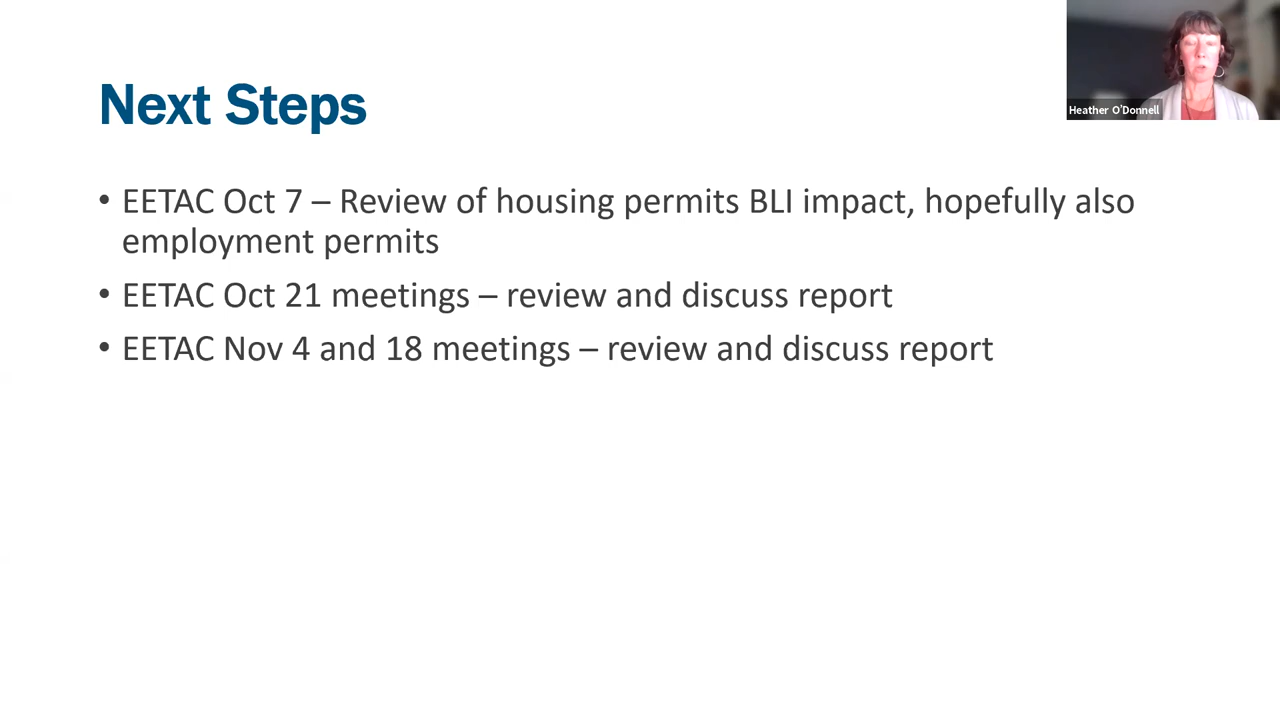 Next Steps
Heather O'Donnell
• EETAC Oct 7 – Review of housing permits BLI impact, hopefully also
employment permits
• EETAC Oct 21 meetings – review and discuss report
• EETAC Nov 4 and 18 meetings – review and discuss report